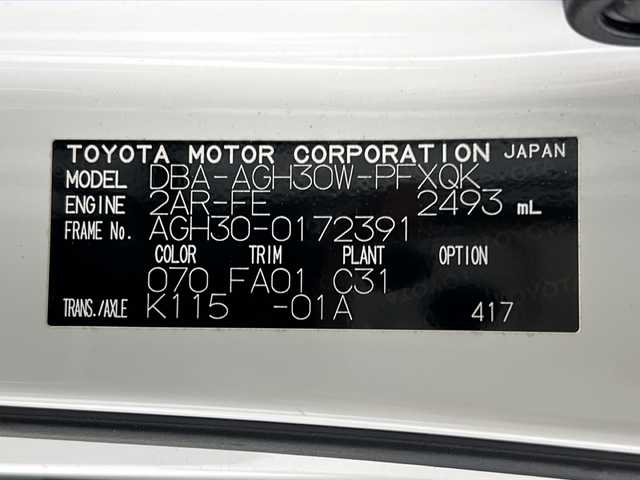 TOYOTA MOTOR CORPORATION JAPAN
MODEL DBA-AGH30W-PFXQK
ENGINE 2AR-FE 2493 mL
FRAME No. AGH30-0172391
COLOR TRIM PLANT OPTION
070 FA01 C31
TRANS./AXLE K115 -01A 417